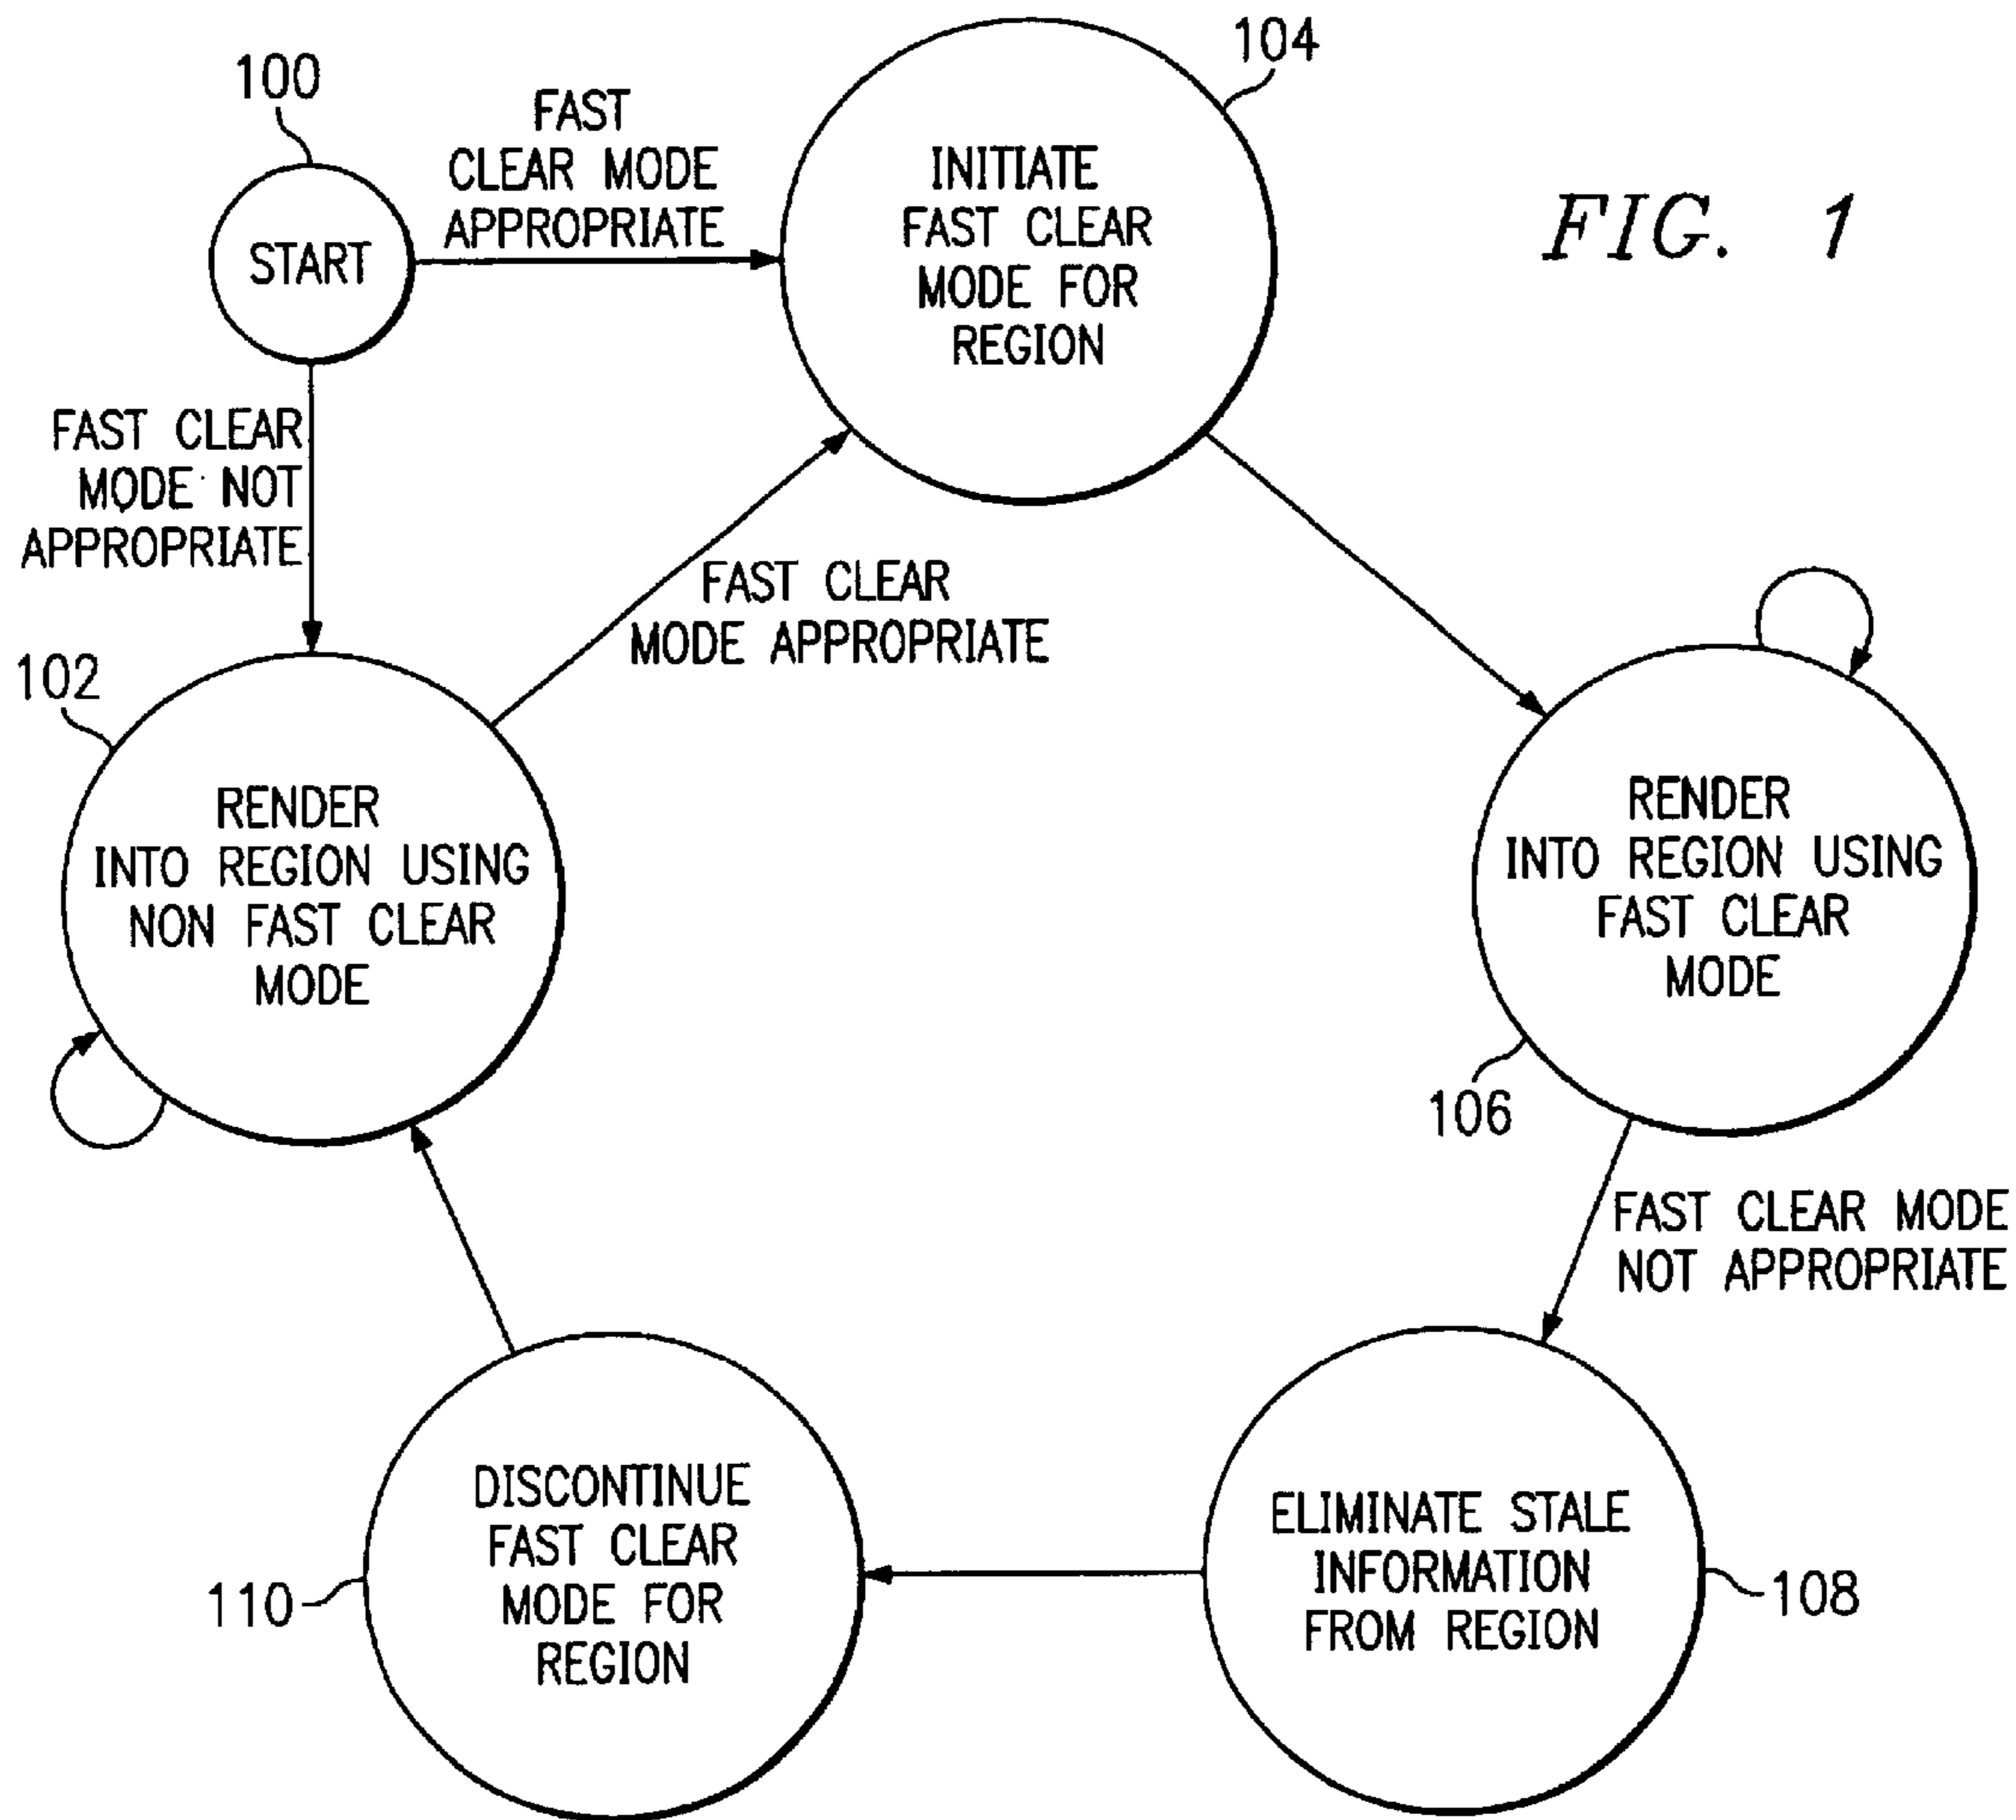 100
START
FAST
CLEAR MODE
APPROPRIATE
104
INITIATE
FAST CLEAR
MODE FOR
REGION
FIG. 1
FAST CLEAR
MODE NOT
APPROPRIATE
FAST CLEAR
MODE APPROPRIATE
102
RENDER
INTO REGION USING
NON FAST CLEAR
MODE
RENDER
INTO REGION USING
FAST CLEAR
MODE
106
FAST CLEAR MODE
NOT APPROPRIATE
DISCONTINUE
FAST CLEAR
MODE FOR
REGION
110
ELIMINATE STALE
INFORMATION
FROM REGION
108